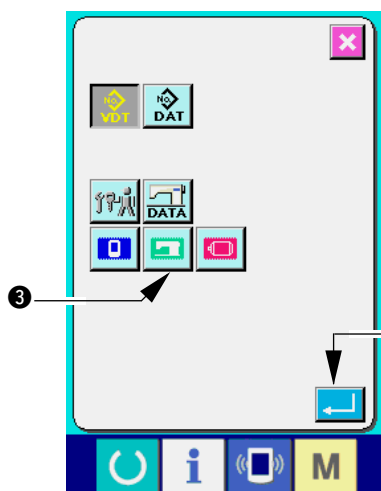 No. No.
VDT DAT
DATA
❸
i M